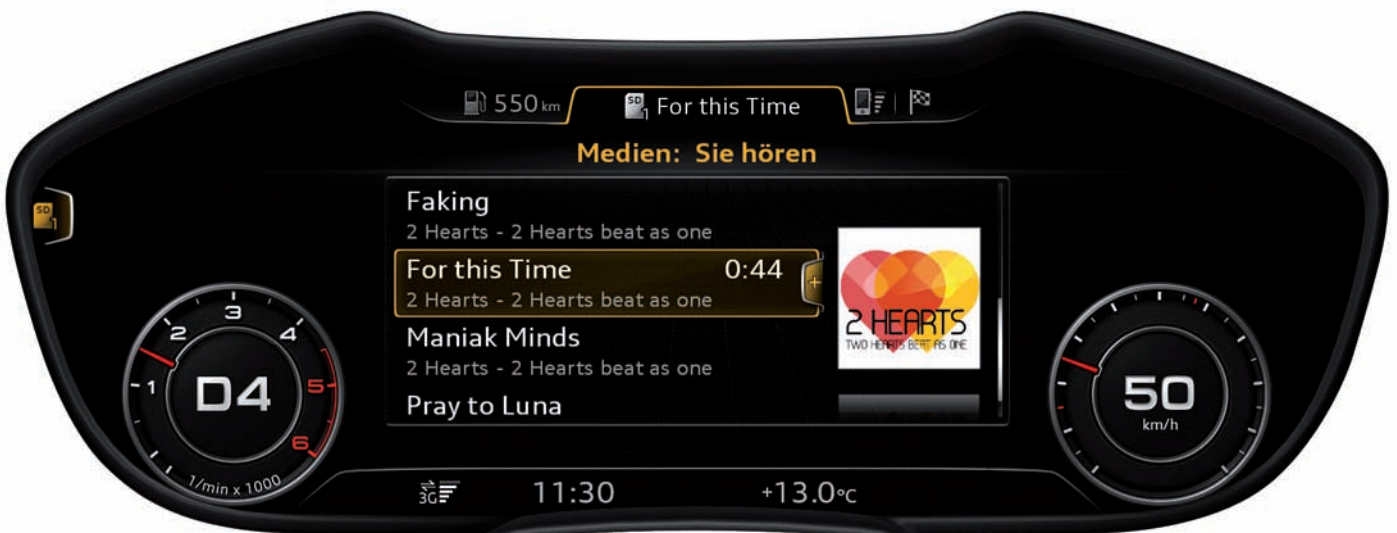 550 km
SD 1 For this Time
Medien: Sie hören
SD 1
Faking
2 Hearts - 2 Hearts beat as one
For this Time 0:44
+
2 Hearts - 2 Hearts beat as one
Maniak Minds
2 Hearts - 2 Hearts beat as one
Pray to Luna
2 HEARTS
TWO HEARTS BEAT AS ONE
1
2
3
4
5
6
D4
1/min x 1000
50
km/h
3G
11:30
+13.0°C